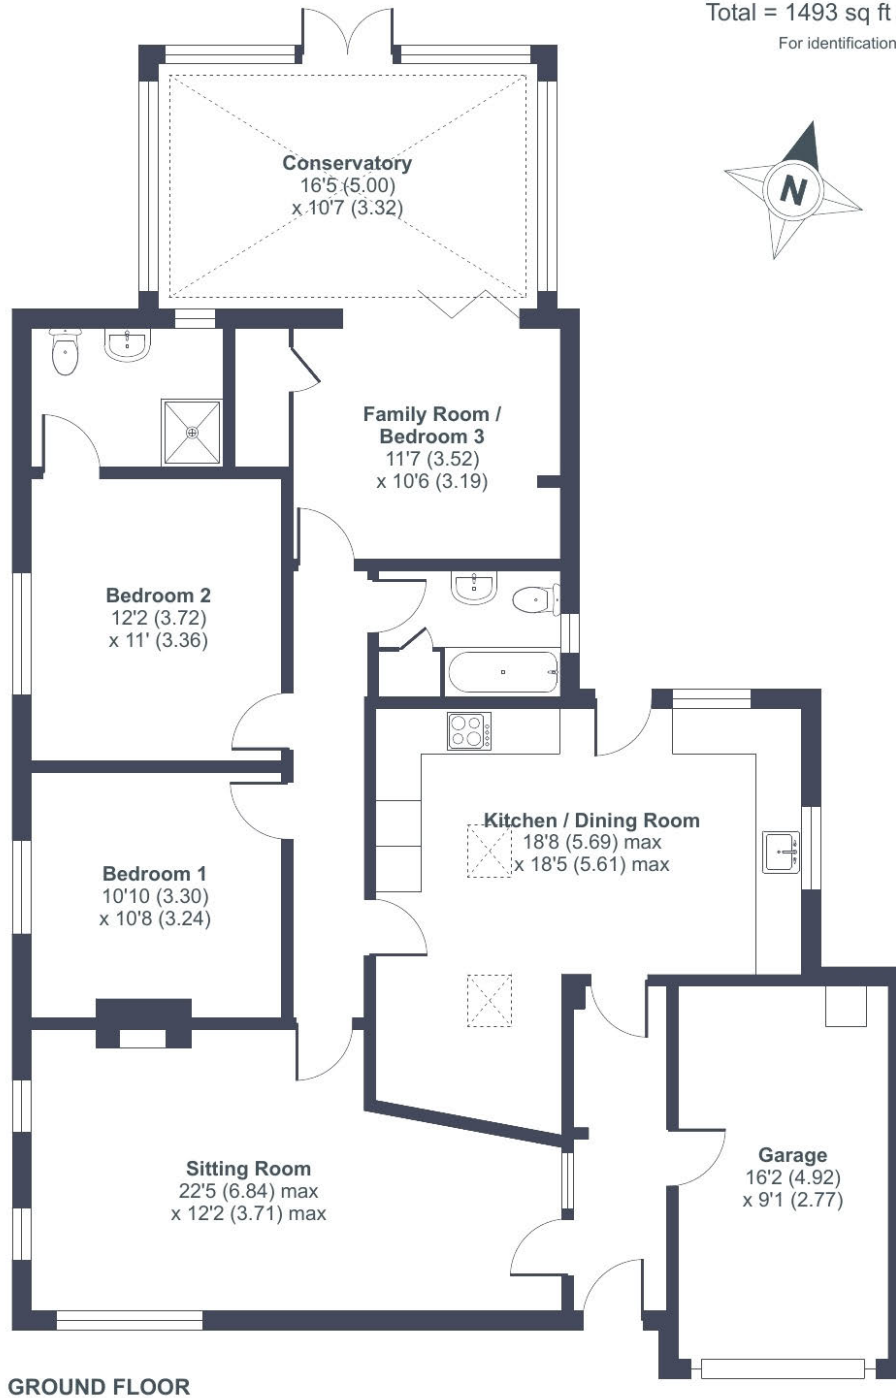 Total = 1493 sq ft
For identification
N
Conservatory
16'5 (5.00)
x 10'7 (3.32)
Family Room /
Bedroom 3
11'7 (3.52)
x 10'6 (3.19)
Bedroom 2
12'2 (3.72)
x 11' (3.36)
Kitchen / Dining Room
18'8 (5.69) max
x 18'5 (5.61) max
Bedroom 1
10'10 (3.30)
x 10'8 (3.24)
Sitting Room
22'5 (6.84) max
x 12'2 (3.71) max
Garage
16'2 (4.92)
x 9'1 (2.77)
GROUND FLOOR